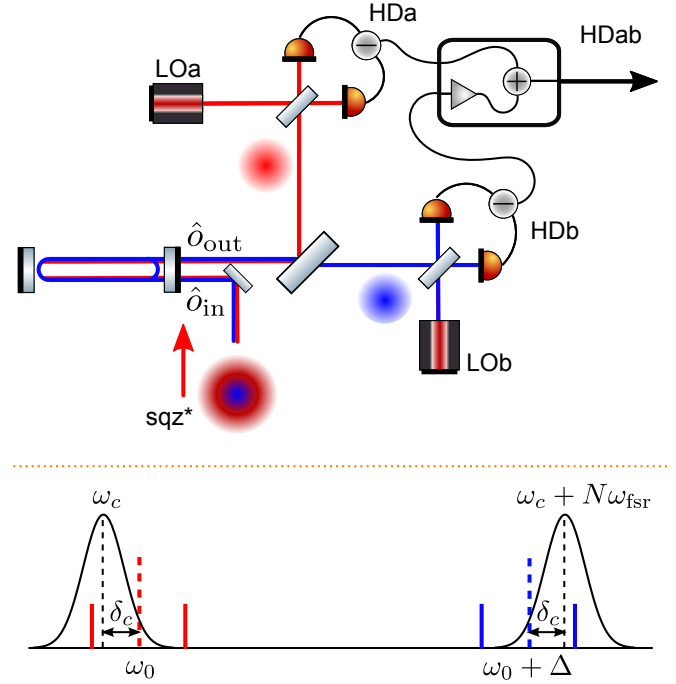 HDa
HDab
LOa
−
+
−
HDb
ô_out
ô_in
LOb
sqz*
ω_c
ω_c + Nω_fsr
δ_c
δ_c
ω_0
ω_0 + Δ